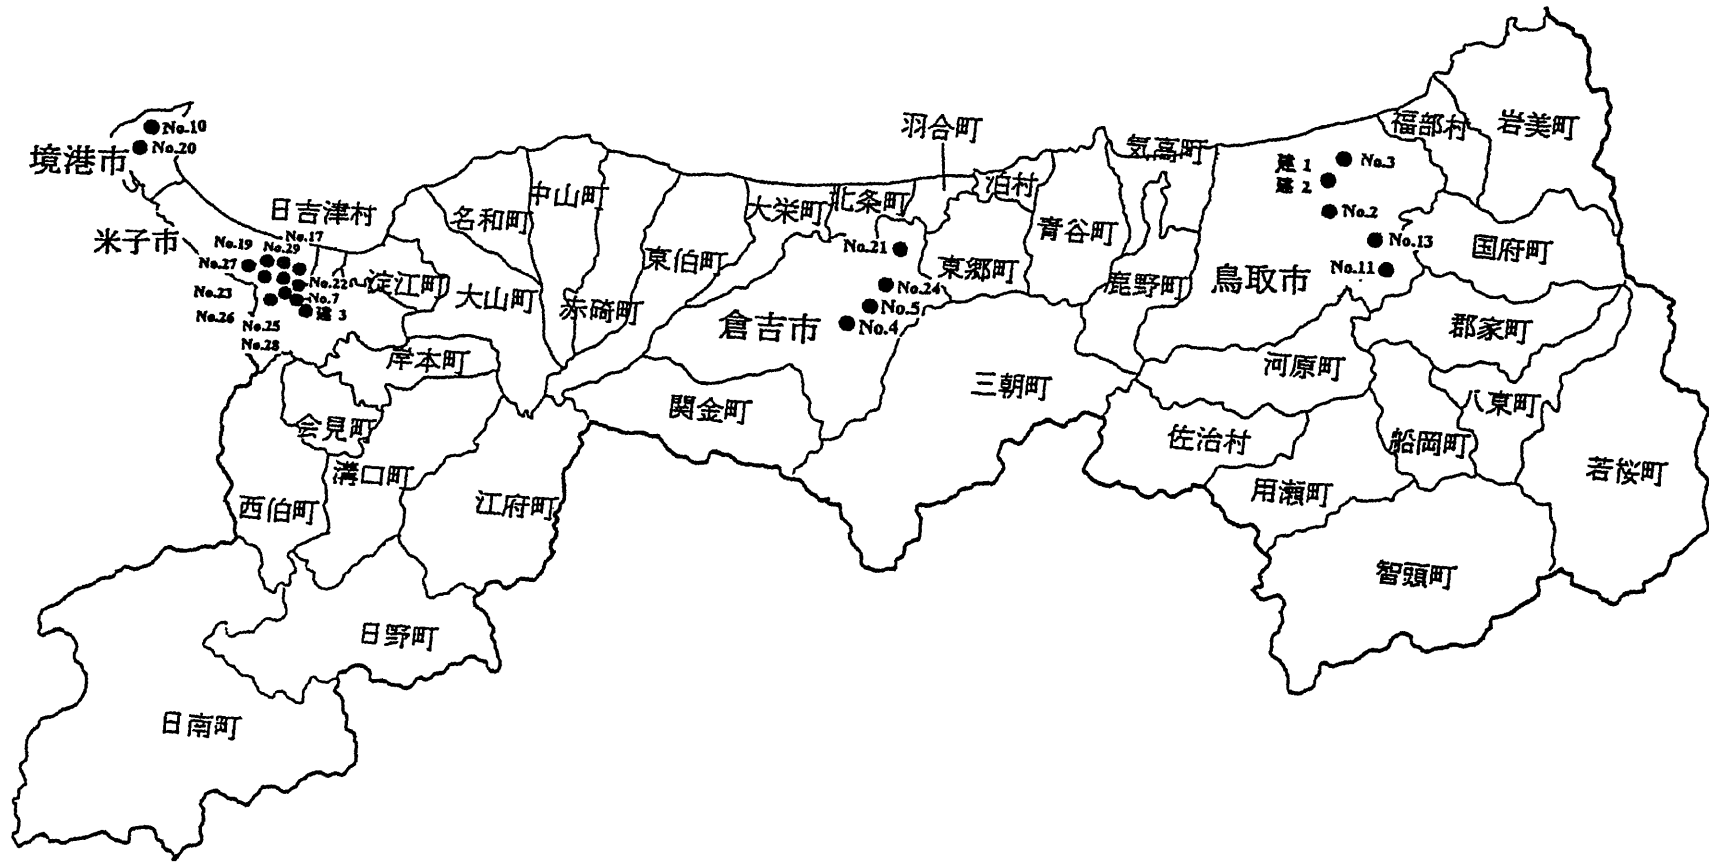 No.10
No.20
境港市
米子市
日吉津村
No.17
No.19
No.29
No.27
No.22
No.23
No.7
建 3
No.26
No.25
No.28
淀江町
名和町
中山町
大山町
赤碕町
東伯町
大栄町
北条町
羽合町
泊村
No.21
東郷町
No.24
No.5
No.4
倉吉市
青谷町
気高町
鹿野町
建 1
建 2
No.3
No.2
No.13
No.11
鳥取市
福部村
岩美町
国府町
郡家町
河原町
八東町
船岡町
若桜町
佐治村
用瀬町
智頭町
三朝町
関金町
岸本町
会見町
溝口町
西伯町
江府町
日野町
日南町